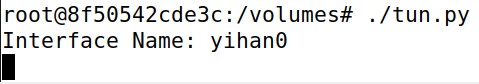 root@8f50542cde3c:/volumes# ./tun.py
Interface Name: yihan0